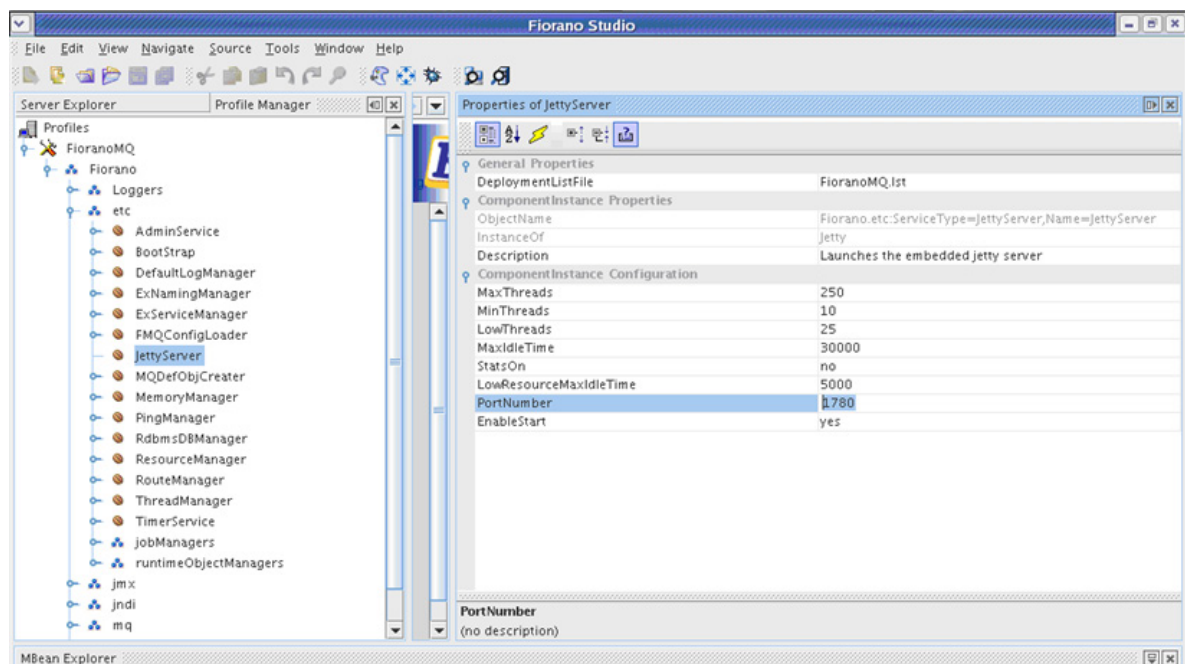 Fiorano Studio
File Edit View Navigate Source Tools Window Help
Server Explorer Profile Manager
Profiles
FioranoMQ
Fiorano
Loggers
etc
AdminService
BootStrap
DefaultLogManager
ExNamingManager
ExServiceManager
FMQConfigLoader
JettyServer
MQDefObjCreater
MemoryManager
PingManager
RdbmsDBManager
ResourceManager
RouteManager
ThreadManager
TimerService
jobManagers
runtimeObjectManagers
jmx
jndi
mq
Properties of JettyServer
General Properties
DeploymentListFile FioranoMQ.lst
ComponentInstance Properties
ObjectName Fiorano.etc:ServiceType=JettyServer,Name=JettyServer
InstanceOf Jetty
Description Launches the embedded jetty server
ComponentInstance Configuration
MaxThreads 250
MinThreads 10
LowThreads 25
MaxIdleTime 30000
StatsOn no
LowResourceMaxIdleTime 5000
PortNumber 1780
EnableStart yes
PortNumber
(no description)
MBean Explorer